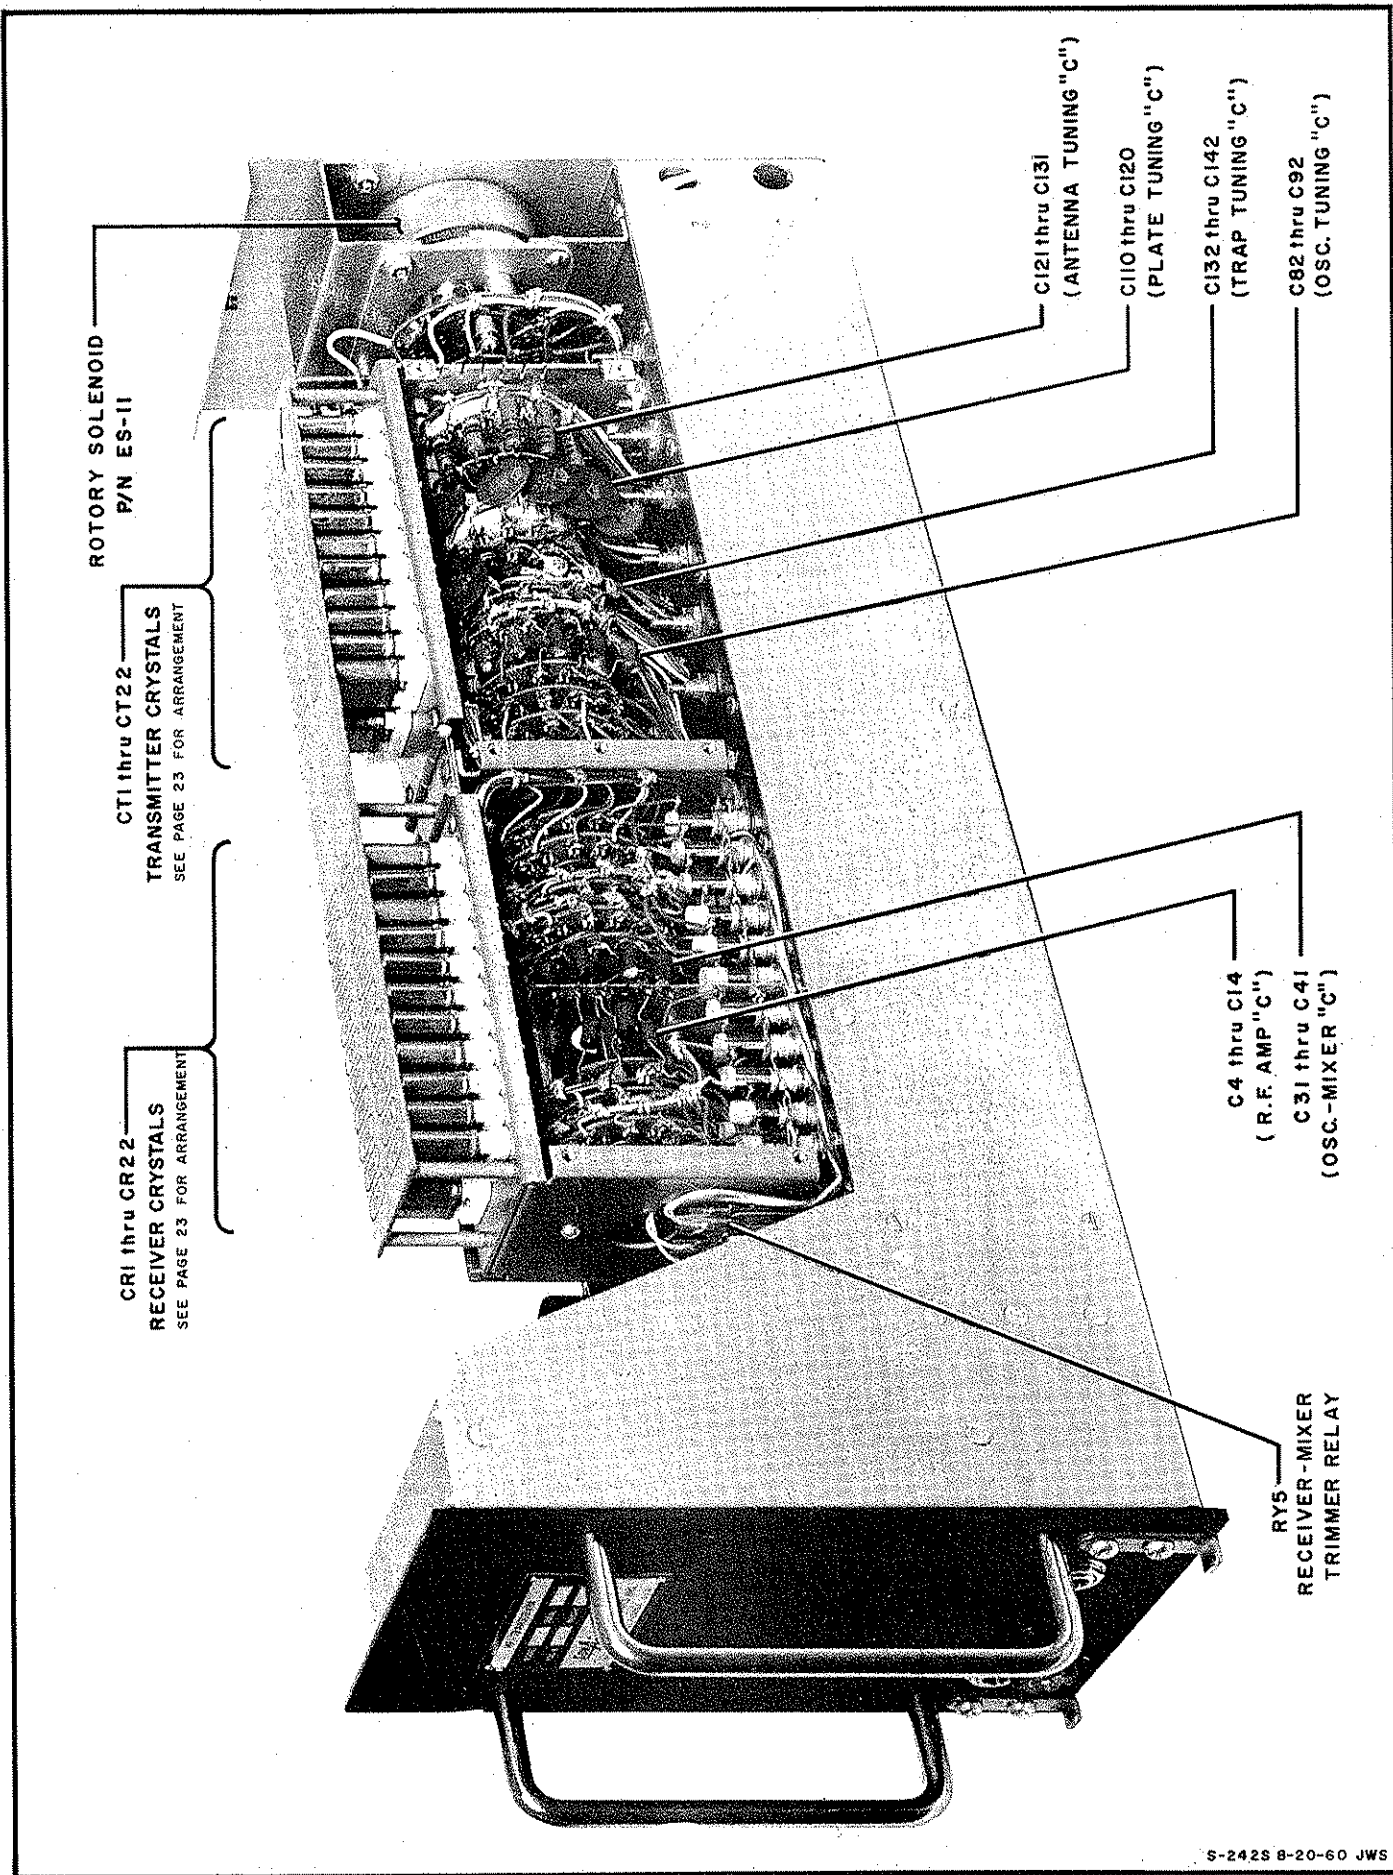 ROTORY SOLENOID
P/N ES-11
CT1 thru CT22
TRANSMITTER CRYSTALS
SEE PAGE 23 FOR ARRANGEMENT
CR1 thru CR22
RECEIVER CRYSTALS
SEE PAGE 23 FOR ARRANGEMENT
C121 thru C131
(ANTENNA TUNING "C")
C110 thru C120
(PLATE TUNING "C")
C132 thru C142
(TRAP TUNING "C")
C82 thru C92
(OSC. TUNING "C")
C4 thru C14
(R.F. AMP "C")
C31 thru C41
(OSC.-MIXER "C")
RY5
RECEIVER-MIXER
TRIMMER RELAY
S-242S 8-20-60 JWS